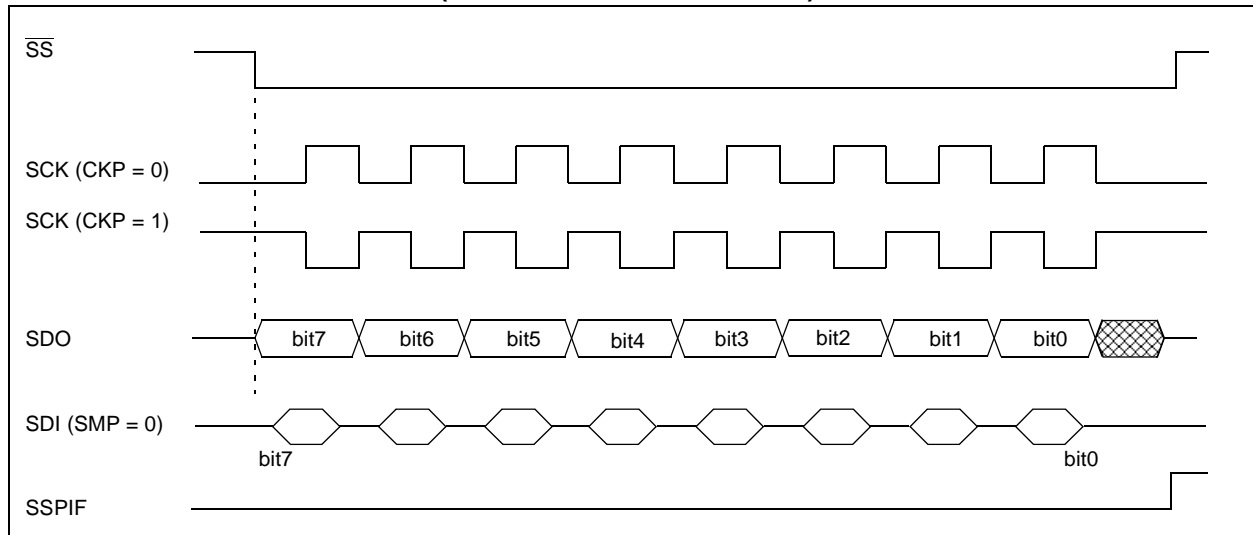 SS
SCK (CKP = 0)
SCK (CKP = 1)
SDO bit7 bit6 bit5 bit4 bit3 bit2 bit1 bit0
SDI (SMP = 0)
bit7 bit0
SSPIF